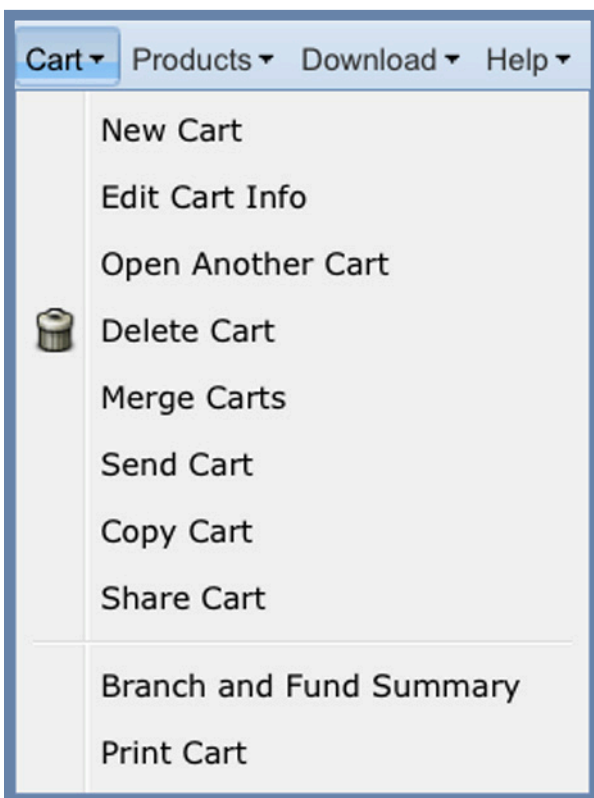 Cart Products Download Help
New Cart
Edit Cart Info
Open Another Cart
Delete Cart
Merge Carts
Send Cart
Copy Cart
Share Cart
Branch and Fund Summary
Print Cart